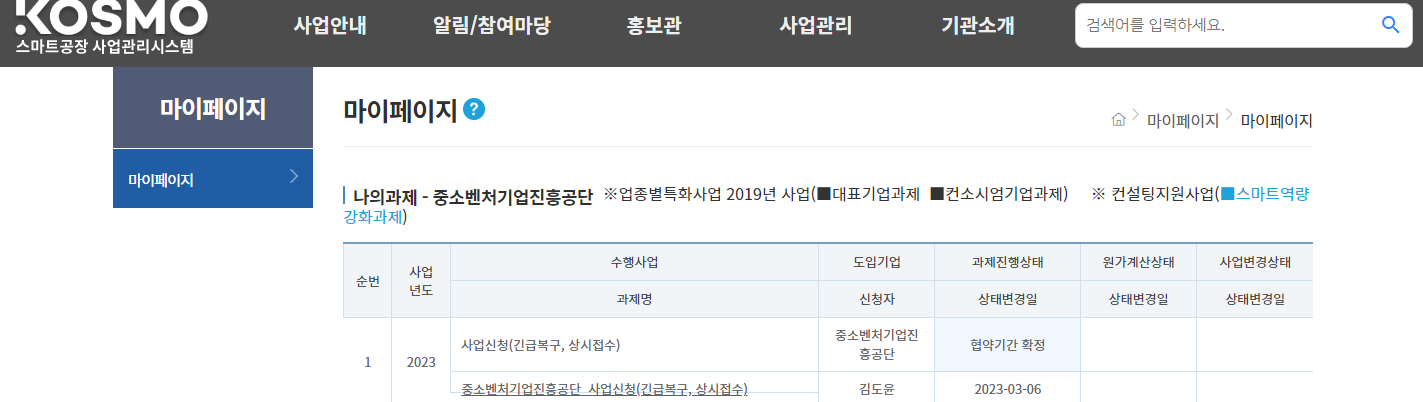 KOSMO
스마트공장 사업관리시스템
사업안내 알림/참여마당 홍보관 사업관리 기관소개
검색어를 입력하세요.
마이페이지
마이페이지
마이페이지 ?
마이페이지 마이페이지
나의과제 - 중소벤처기업진흥공단 ※업종별특화사업 2019년 사업(■대표기업과제 ■컨소시엄기업과제) ※ 컨설팅지원사업(■스마트역량
강화과제)
순번 사업 년도 수행사업 도입기업 과제진행상태 원가계산상태 사업변경상태
과제명 신청자 상태변경일 상태변경일 상태변경일
1 2023 사업신청(긴급복구, 상시접수) 중소벤처기업진흥공단 협약기간 확정
중소벤처기업진흥공단_사업신청(긴급복구, 상시접수) 김도윤 2023-03-06